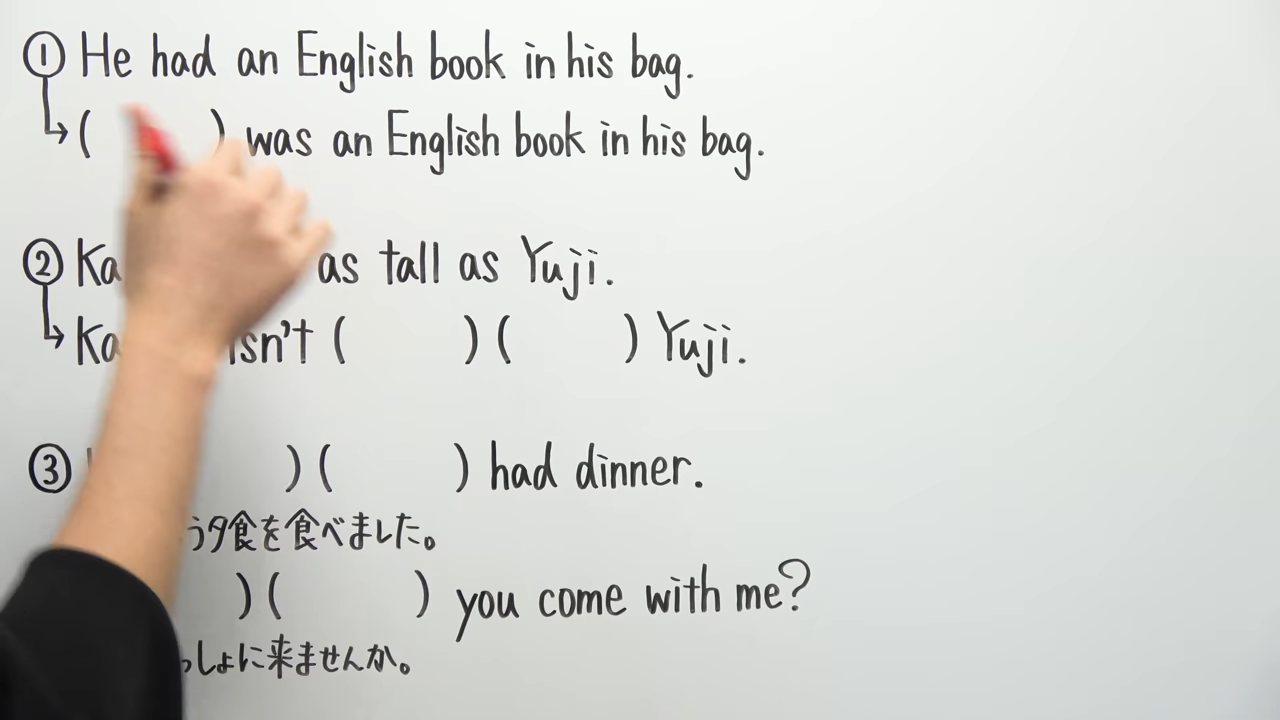 ① He had an English book in his bag.
( ) was an English book in his bag.
② Ka as tall as Yuji.
Ka isn't ( ) ( ) Yuji.
③ ) ( ) had dinner.
う夕食を食べました。
) ( ) you come with me?
っしょに来ませんか。